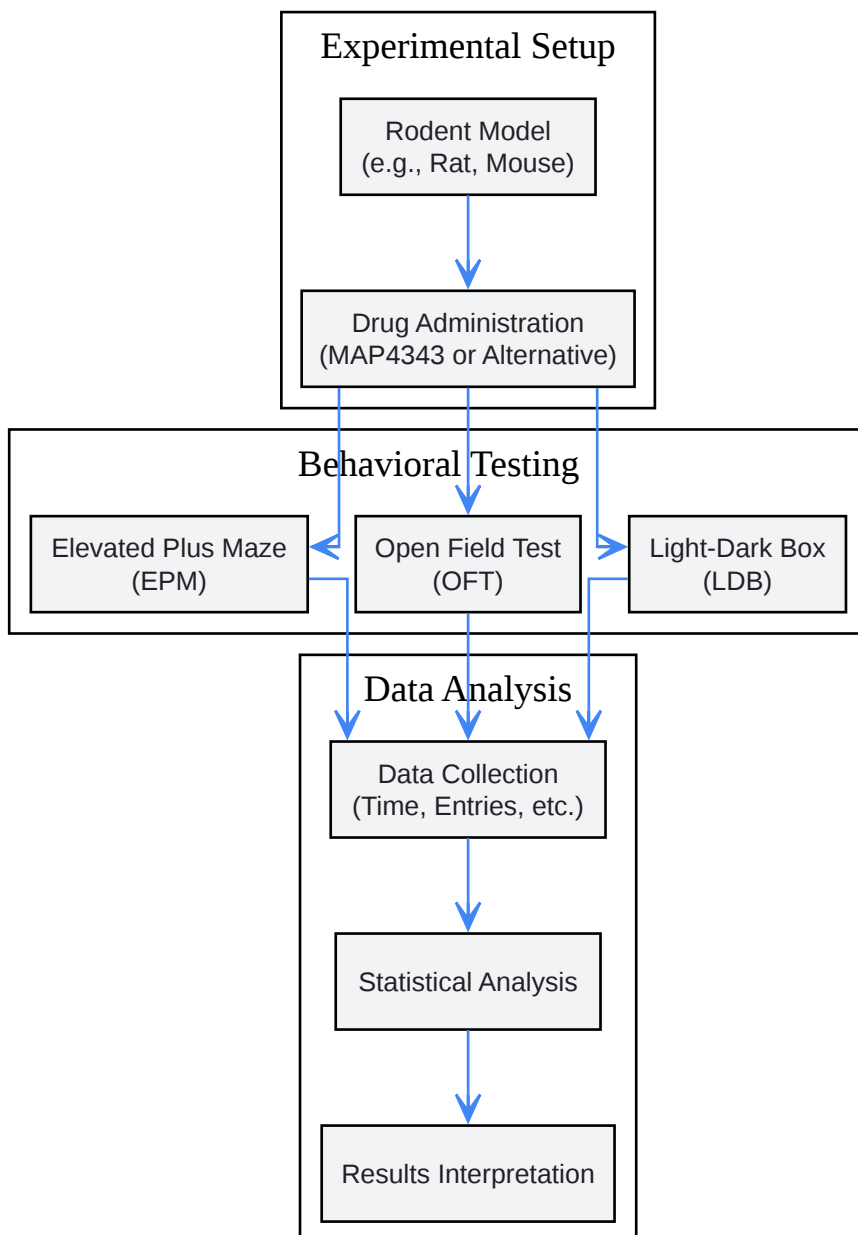 Experimental Setup
Rodent Model
(e.g., Rat, Mouse)
Drug Administration
(MAP4343 or Alternative)
Behavioral Testing
Elevated Plus Maze
(EPM)
Open Field Test
(OFT)
Light-Dark Box
(LDB)
Data Analysis
Data Collection
(Time, Entries, etc.)
Statistical Analysis
Results Interpretation